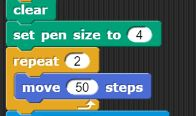 clear
set pen size to 4
repeat 2
move 50 steps